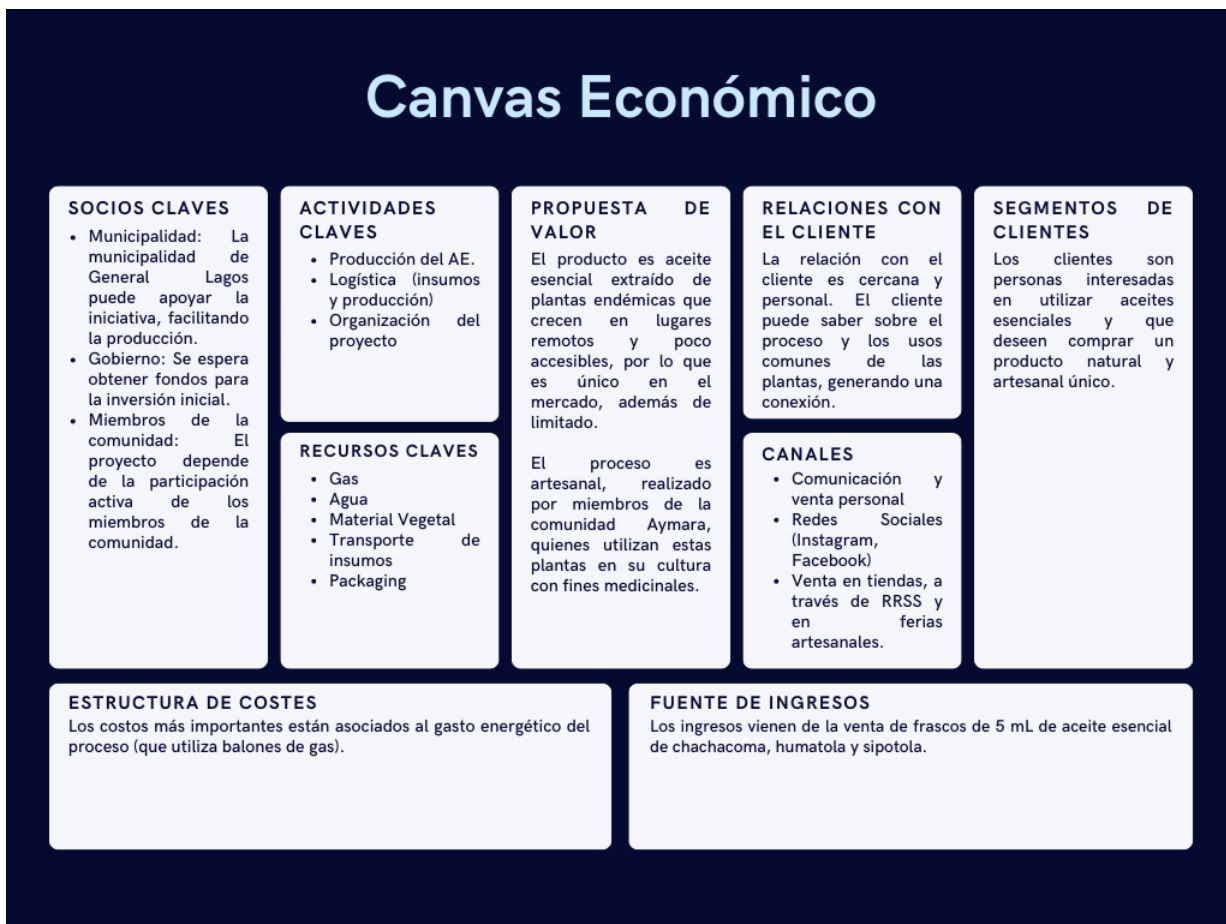 Canvas Económico
SOCIOS CLAVES
• Municipalidad: La
municipalidad de
General Lagos
puede apoyar la
iniciativa, facilitando
la producción.
• Gobierno: Se espera
obtener fondos para
la inversión inicial.
• Miembros de la
comunidad: El
proyecto depende
de la participación
activa de los
miembros de la
comunidad.
ACTIVIDADES
CLAVES
• Producción del AE.
• Logística (insumos
y producción)
• Organización del
proyecto
RECURSOS CLAVES
• Gas
• Agua
• Material Vegetal
• Transporte de
insumos
• Packaging
PROPUESTA DE
VALOR
El producto es aceite
esencial extraído de
plantas endémicas que
crecen en lugares
remotos y poco
accesibles, por lo que
es único en el
mercado, además de
limitado.
El proceso es
artesanal, realizado
por miembros de la
comunidad Aymara,
quienes utilizan estas
plantas en su cultura
con fines medicinales.
RELACIONES CON
EL CLIENTE
La relación con el
cliente es cercana y
personal. El cliente
puede saber sobre el
proceso y los usos
comunes de las
plantas, generando una
conexión.
CANALES
• Comunicación y
venta personal
• Redes Sociales
(Instagram,
Facebook)
• Venta en tiendas, a
través de RRSS y
en ferias
artesanales.
SEGMENTOS DE
CLIENTES
Los clientes son
personas interesadas
en utilizar aceites
esenciales y que
deseen comprar un
producto natural y
artesanal único.
ESTRUCTURA DE COSTES
Los costos más importantes están asociados al gasto energético del
proceso (que utiliza balones de gas).
FUENTE DE INGRESOS
Los ingresos vienen de la venta de frascos de 5 mL de aceite esencial
de chachacoma, humatola y sipotola.